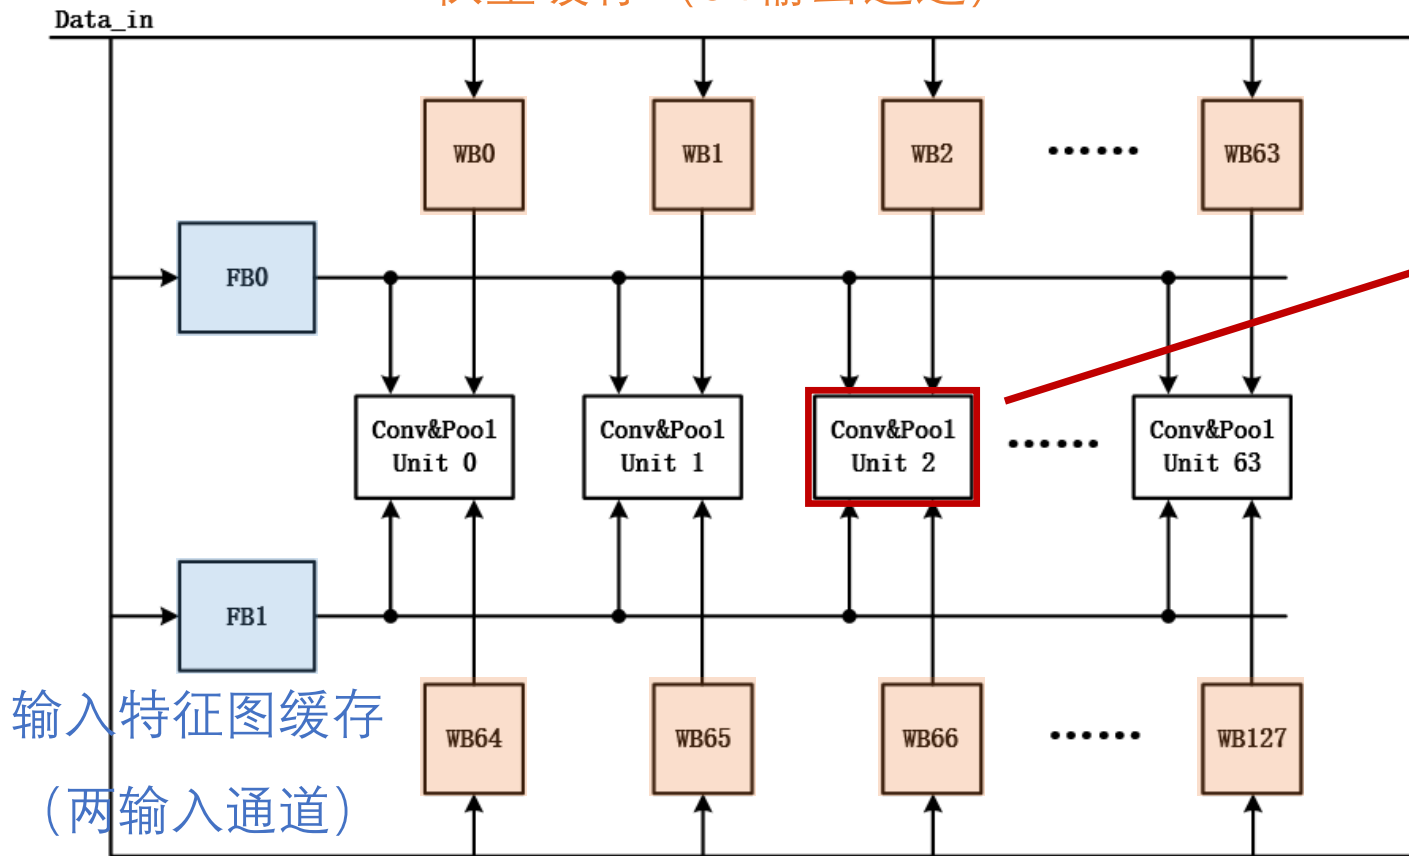 Data_in
WB0
WB1
WB2
......
WB63
FB0
Conv&Pool
Unit 0
Conv&Pool
Unit 1
Conv&Pool
Unit 2
......
Conv&Pool
Unit 63
FB1
输入特征图缓存
（两输入通道）
WB64
WB65
WB66
......
WB127